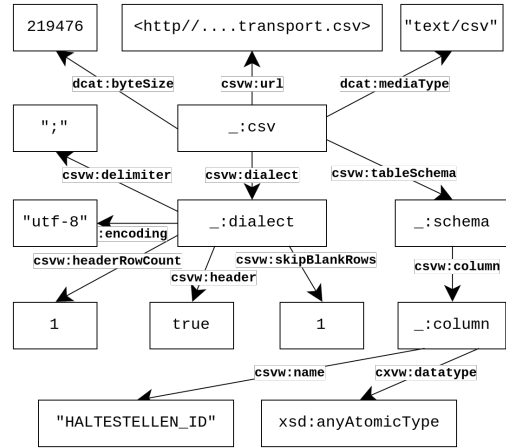 219476
<http//....transport.csv>
"text/csv"
dcat:byteSize
csvw:url
dcat:mediaType
";"
_:csv
csvw:delimiter
csvw:dialect
csvw:tableSchema
"utf-8"
:encoding
_:dialect
_:schema
csvw:headerRowCount
csvw:header
csvw:skipBlankRows
csvw:column
1
true
1
_:column
csvw:name
cxvw:datatype
"HALTESTELLEN_ID"
xsd:anyAtomicType